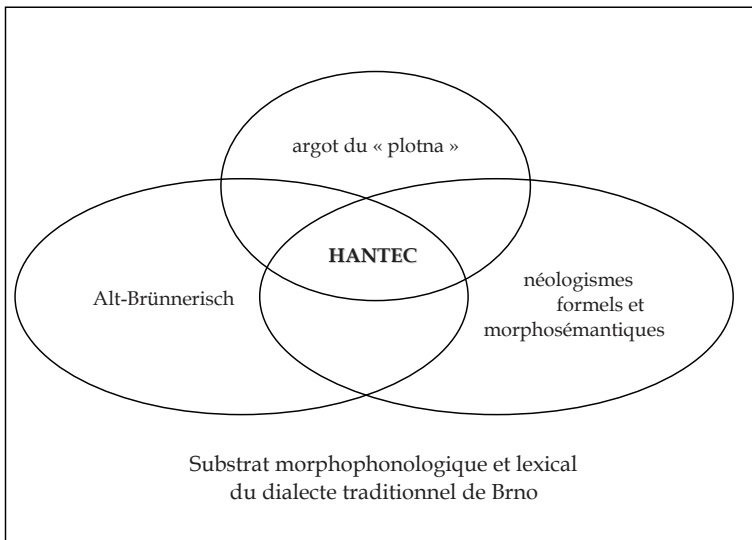 argot du « plotna »
HANTEC
Alt-Brünnerisch
néologismes
formels et
morphosémantiques
Substrat morphophonologique et lexical
du dialecte traditionnel de Brno